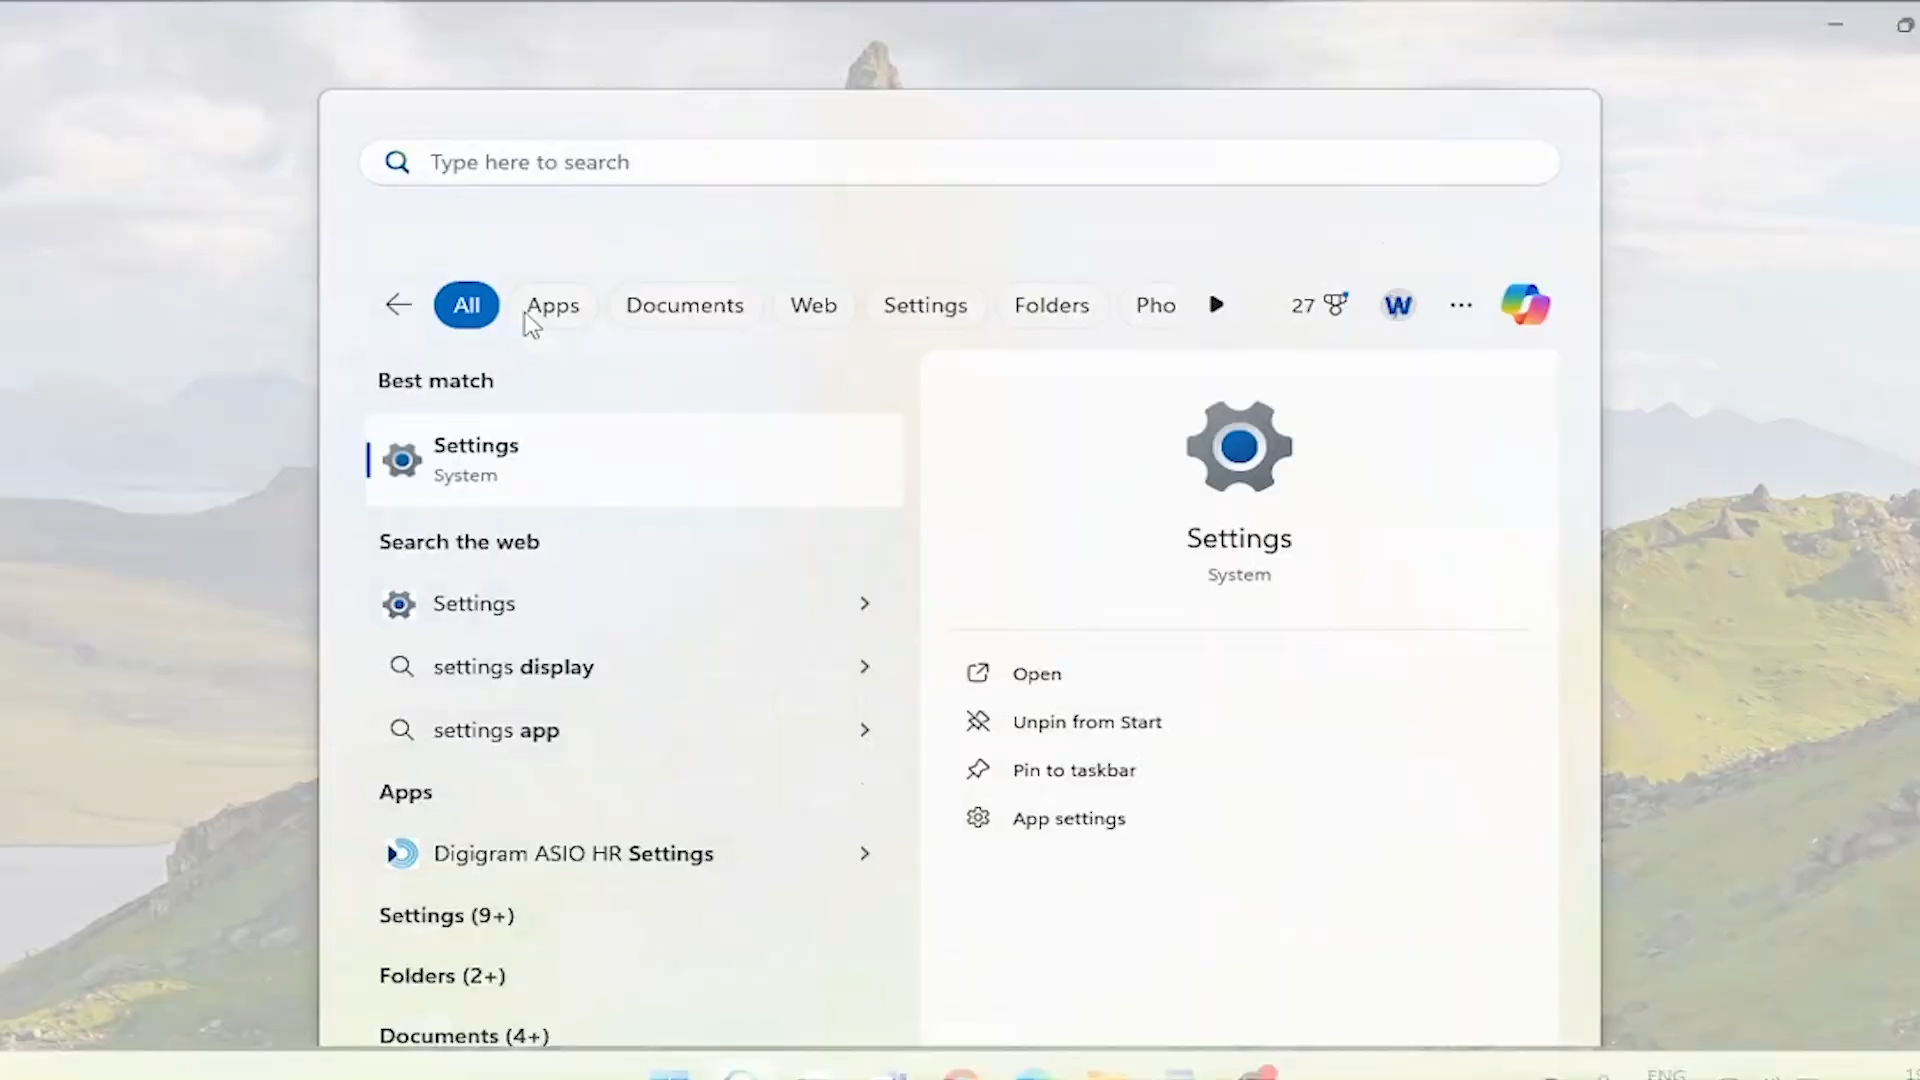 Type here to search
All Apps Documents Web Settings Folders Pho 27 W
Best match
Settings
System
Search the web
Settings
settings display
settings app
Apps
Digigram ASIO HR Settings
Settings (9+)
Folders (2+)
Documents (4+)
Settings
System
Open
Unpin from Start
Pin to taskbar
App settings
ENG